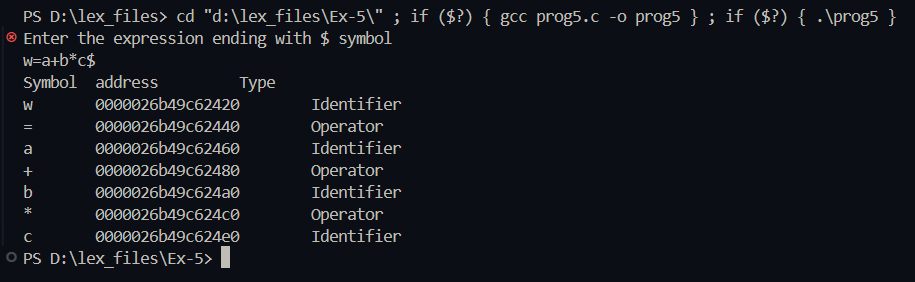 PS D:\lex_files> cd "d:\lex_files\Ex-5\" ; if ($?) { gcc prog5.c -o prog5 } ; if ($?) { .\prog5 }
Enter the expression ending with $ symbol
w=a+b*c$
Symbol  address          Type
w       0000026b49c62420         Identifier
=       0000026b49c62440         Operator
a       0000026b49c62460         Identifier
+       0000026b49c62480         Operator
b       0000026b49c624a0         Identifier
*       0000026b49c624c0         Operator
c       0000026b49c624e0         Identifier
PS D:\lex_files\Ex-5>